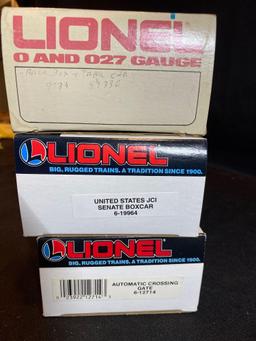 LIONEL
O AND 027 GAUGE
LIONEL
BIG, RUGGED TRAINS. A TRADITION SINCE 1900.
UNITED STATES JCI
SENATE BOXCAR
6-19964
LIONEL
BIG, RUGGED TRAINS. A TRADITION SINCE 1900.
AUTOMATIC CROSSING
GATE
6-12714